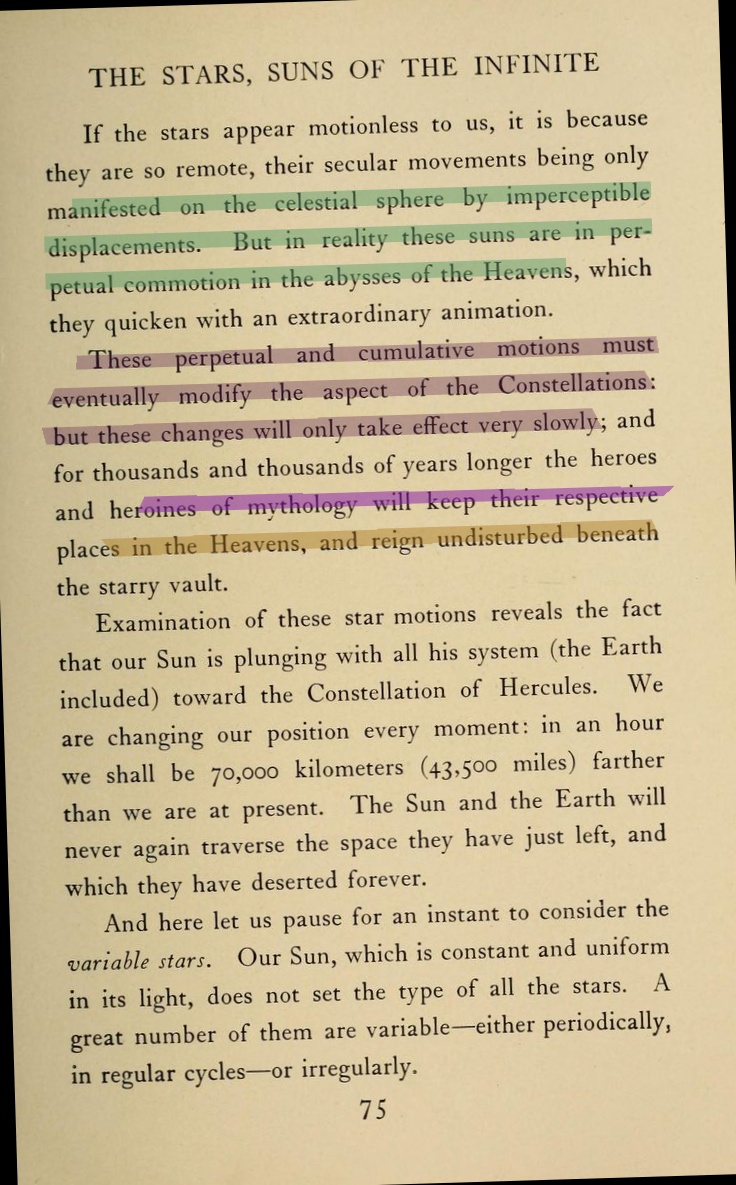 THE STARS, SUNS OF THE INFINITE
If the stars appear motionless to us, it is because
they are so remote, their secular movements being only
manifested on the celestial sphere by imperceptible
displacements. But in reality these suns are in per-
petual commotion in the abysses of the Heavens, which
they quicken with an extraordinary animation.
These perpetual and cumulative motions must
eventually modify the aspect of the Constellations:
but these changes will only take effect very slowly; and
for thousands and thousands of years longer the heroes
and heroines of mythology will keep their respective
places in the Heavens, and reign undisturbed beneath
the starry vault.
Examination of these star motions reveals the fact
that our Sun is plunging with all his system (the Earth
included) toward the Constellation of Hercules. We
are changing our position every moment: in an hour
we shall be 70,000 kilometers (43,500 miles) farther
than we are at present. The Sun and the Earth will
never again traverse the space they have just left, and
which they have deserted forever.
And here let us pause for an instant to consider the
variable stars. Our Sun, which is constant and uniform
in its light, does not set the type of all the stars. A
great number of them are variable—either periodically,
in regular cycles—or irregularly.
75